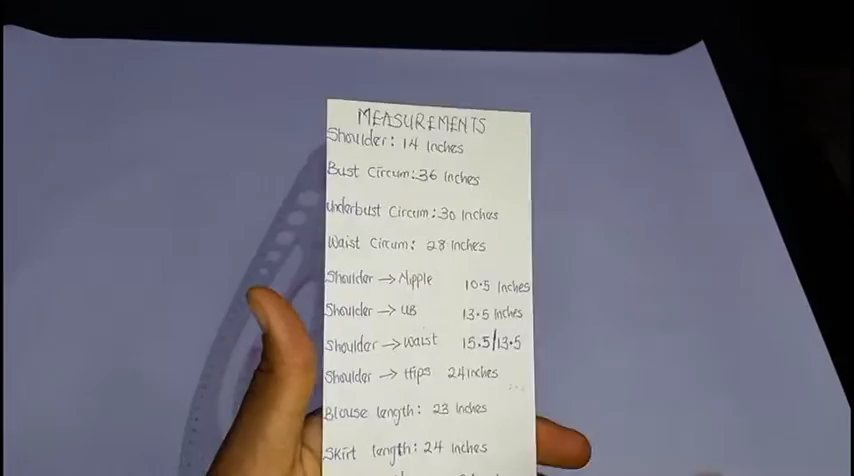 MEASUREMENTS
Shoulder: 14 Inches
Bust Circum: 36 Inches
underbust Circum: 30 Inches
Waist Circum: 28 Inches
Shoulder → Nipple 10.5 Inches
Shoulder → UB 13.5 Inches
Shoulder → Waist 15.5/13.5
Shoulder → Hips 24 Inches
Blouse length: 23 Inches
Skirt length: 24 Inches